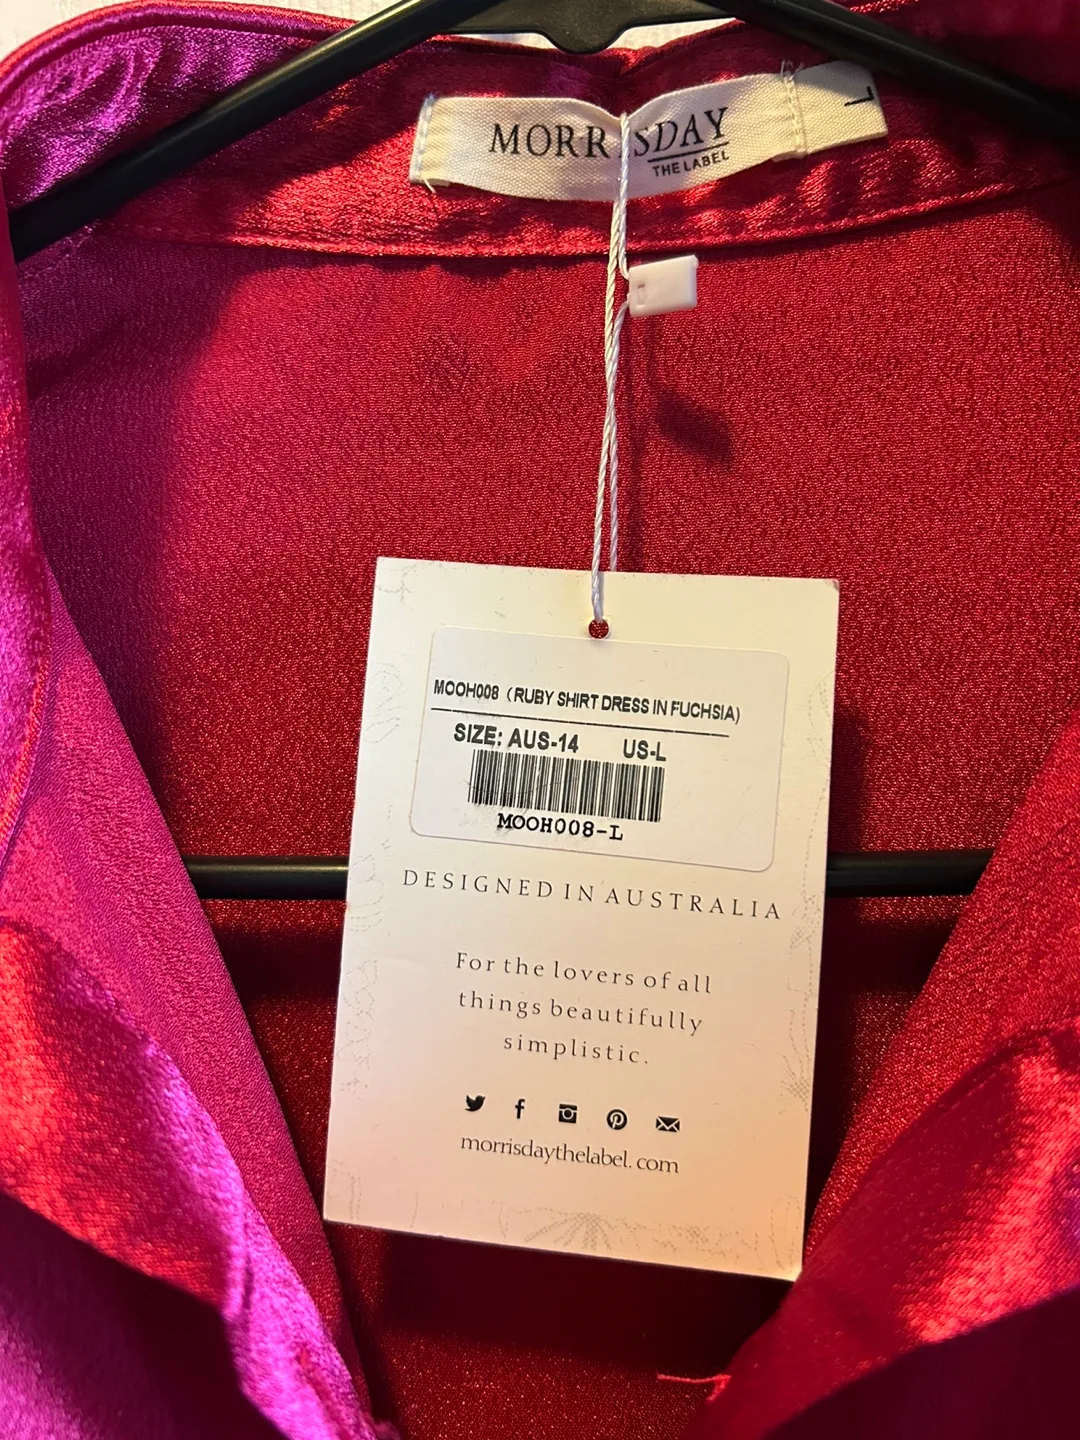 MORRISDAY
THE LABEL
L
MOOH008 (RUBY SHIRT DRESS IN FUCHSIA)
SIZE: AUS-14 US-L
MOOH008-L
DESIGNED IN AUSTRALIA
For the lovers of all
things beautifully
simplistic.
morrisdaythelabel.com